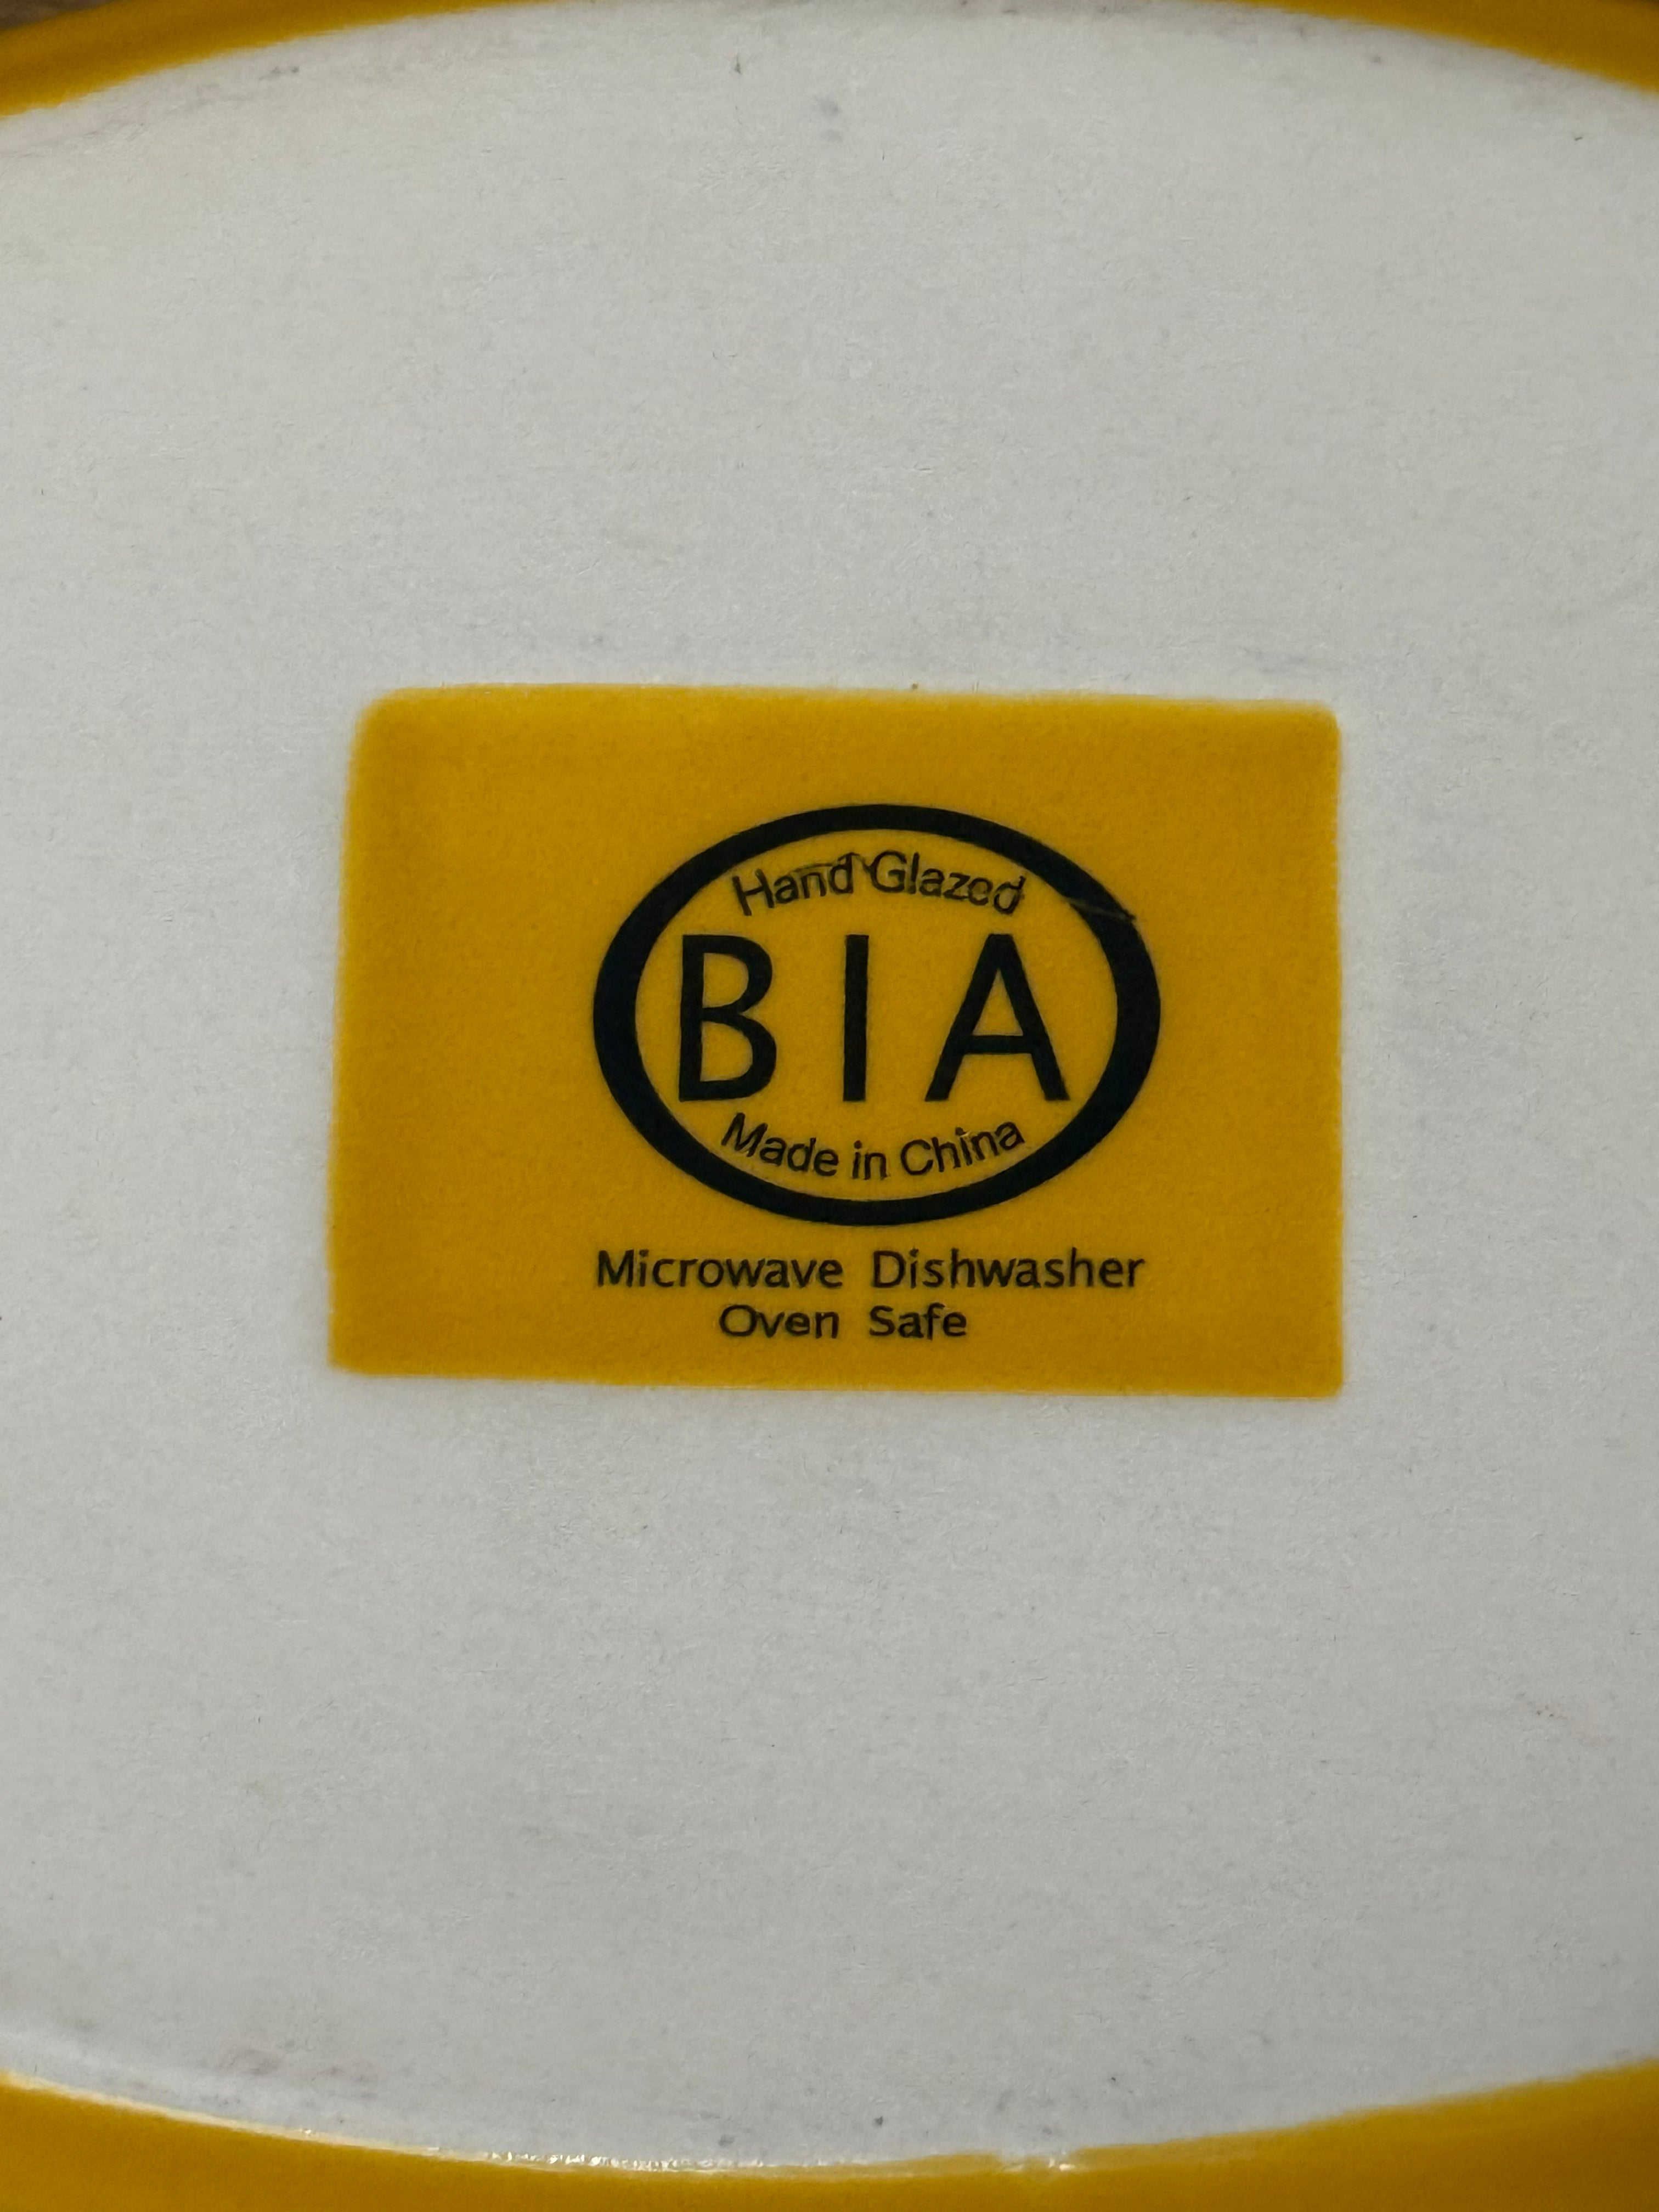 Hand Glazed
BIA
Made in China
Microwave Dishwasher
Oven Safe